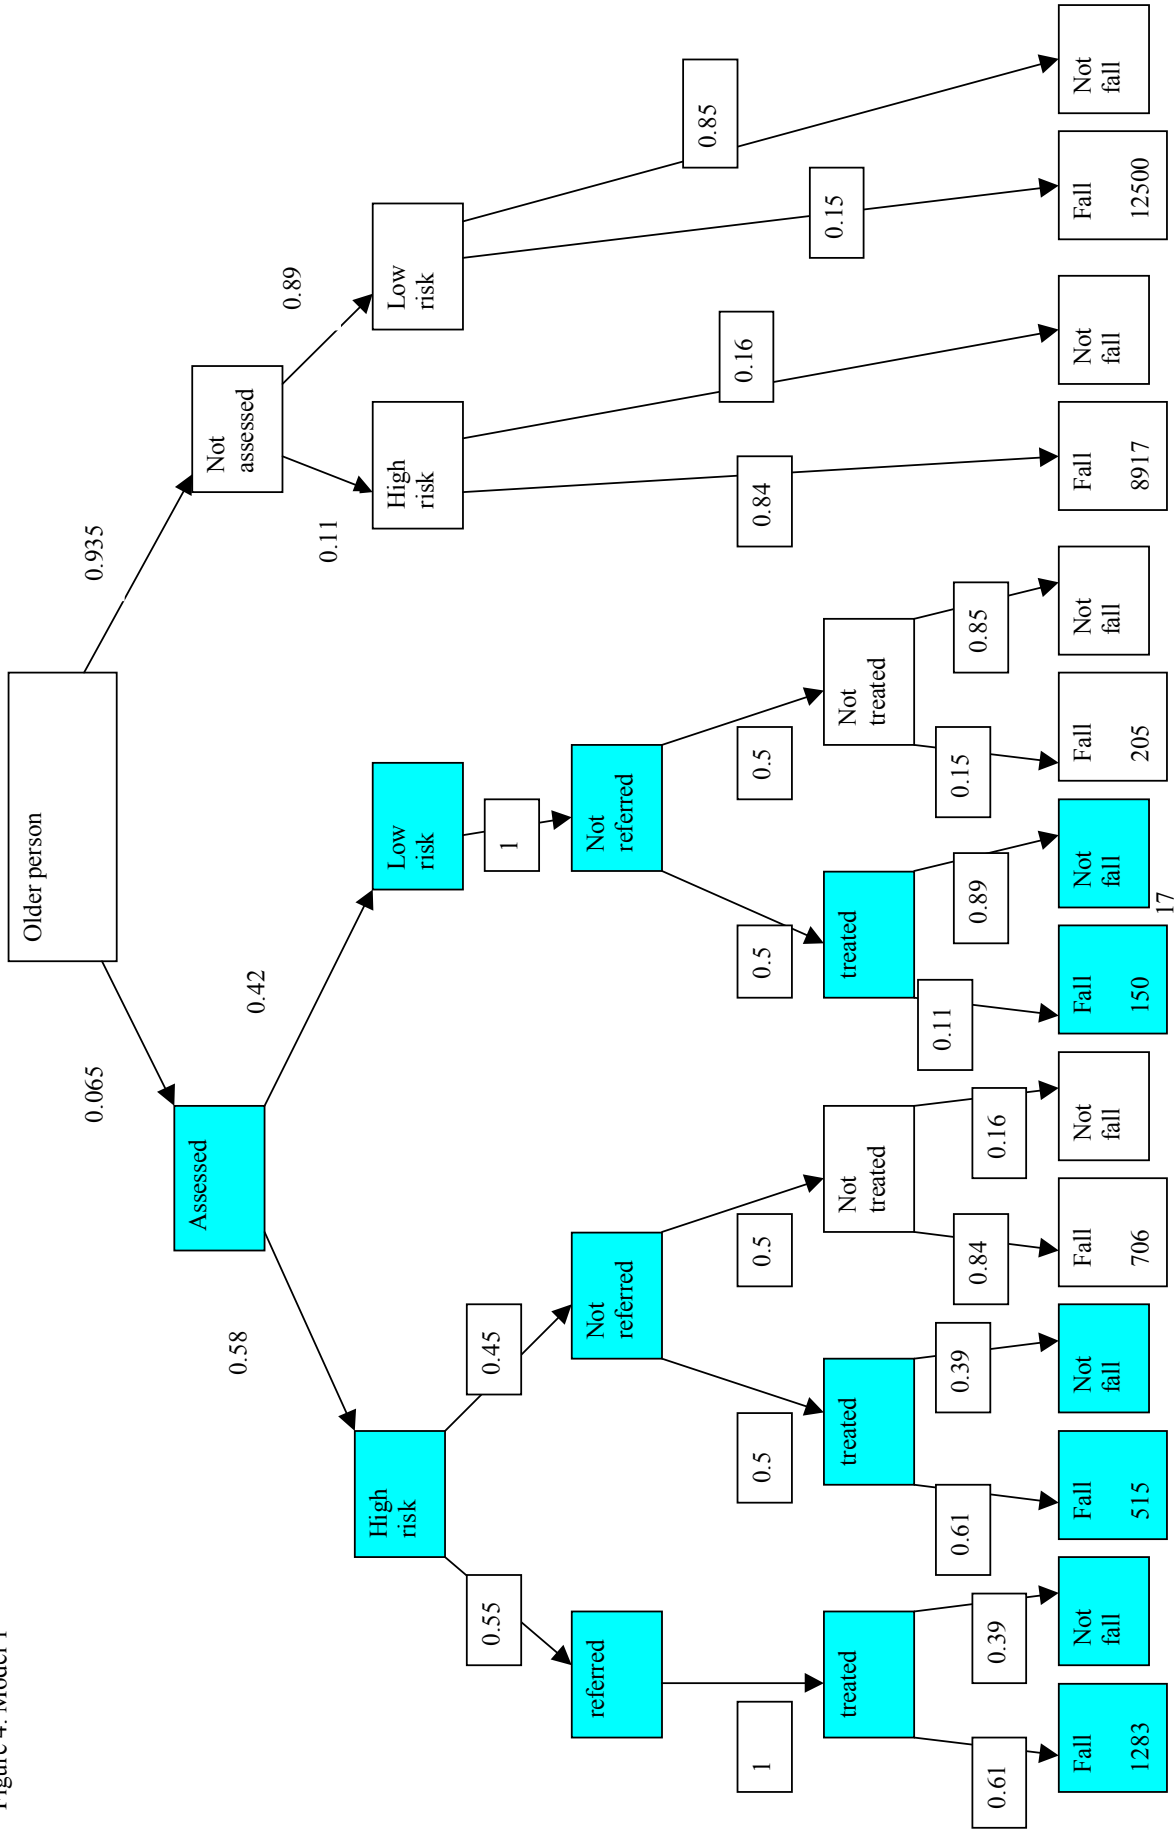 Figure 4. Model 1
Older person
0.065
0.935
Assessed
Not
assessed
0.58
0.42
0.11
0.89
High
risk
Low
risk
High
risk
Low
risk
0.55
0.45
1
referred
Not
referred
Not
referred
1
0.5
0.5
0.5
0.5
0.84
0.16
0.15
0.85
treated
treated
Not
treated
treated
Not
treated
0.61
0.39
0.61
0.39
0.84
0.16
0.11
0.89
0.15
0.85
Fall
1283
Not
fall
Fall
515
Not
fall
Fall
706
Not
fall
Fall
150
Not
fall
Fall
205
Not
fall
Fall
8917
Not
fall
Fall
12500
Not
fall
17